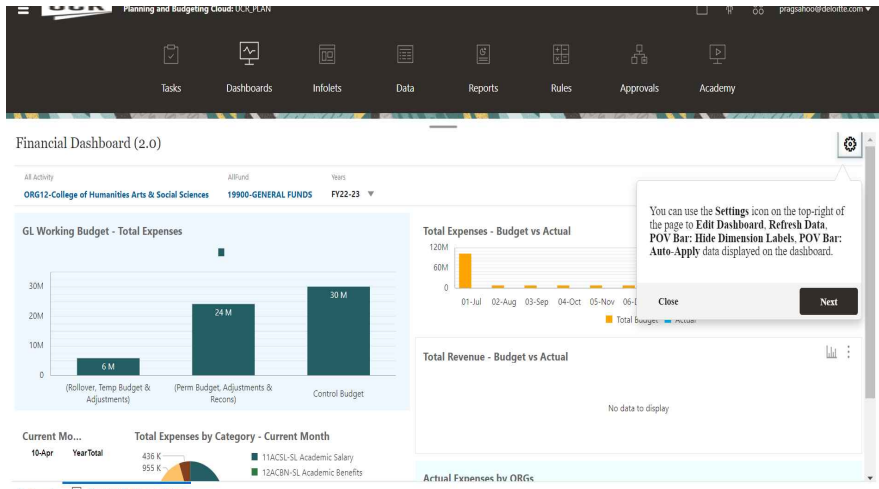 UCR Planning and Budgeting Cloud: UCR_PLAN pragsahoo@deloitte.com
Tasks Dashboards Infolets Data Reports Rules Approvals Academy
Financial Dashboard (2.0)
All Activity AllFund Years
ORG12-College of Humanities Arts & Social Sciences 19900-GENERAL FUNDS FY22-23
You can use the Settings icon on the top-right of
the page to Edit Dashboard, Refresh Data,
POV Bar: Hide Dimension Labels, POV Bar:
Auto-Apply data displayed on the dashboard.
Close Next
GL Working Budget - Total Expenses
30M
20M
10M
0
6 M
24 M
30 M
(Rollover, Temp Budget &
Adjustments)
(Perm Budget, Adjustments &
Recons)
Control Budget
Total Expenses - Budget vs Actual
120M
60M
0
01-Jul 02-Aug 03-Sep 04-Oct 05-Nov
Total Budget Actual
Total Revenue - Budget vs Actual
No data to display
Current Mo...
10-Apr YearTotal
Total Expenses by Category - Current Month
436 K
955 K
11ACSL-SL Academic Salary
12ACBN-SL Academic Benefits
Actual Expenses by ORGs